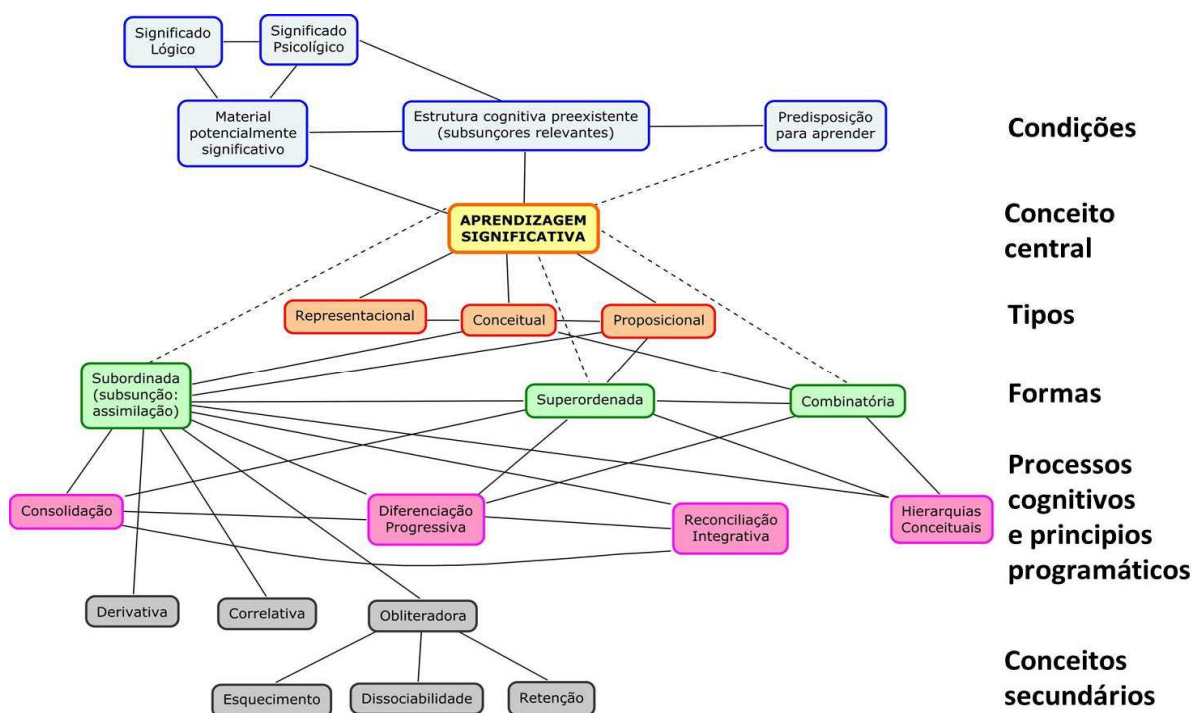 Significado
Lógico
Significado
Psicolígico
Material
potencialmente
significativo
Estrutura cognitiva preexistente
(subsunçores relevantes)
Predisposição
para aprender
Condições
APRENDIZAGEM
SIGNIFICATIVA
Conceito
central
Representacional
Conceitual
Proposicional
Tipos
Subordinada
(subsunção:
assimilação)
Superordenada
Combinatória
Formas
Consolidação
Diferenciação
Progressiva
Reconciliação
Integrativa
Hierarquias
Conceituais
Processos
cognitivos
e principios
programáticos
Derivativa
Correlativa
Obliteradora
Esquecimento
Dissociabilidade
Retenção
Conceitos
secundários